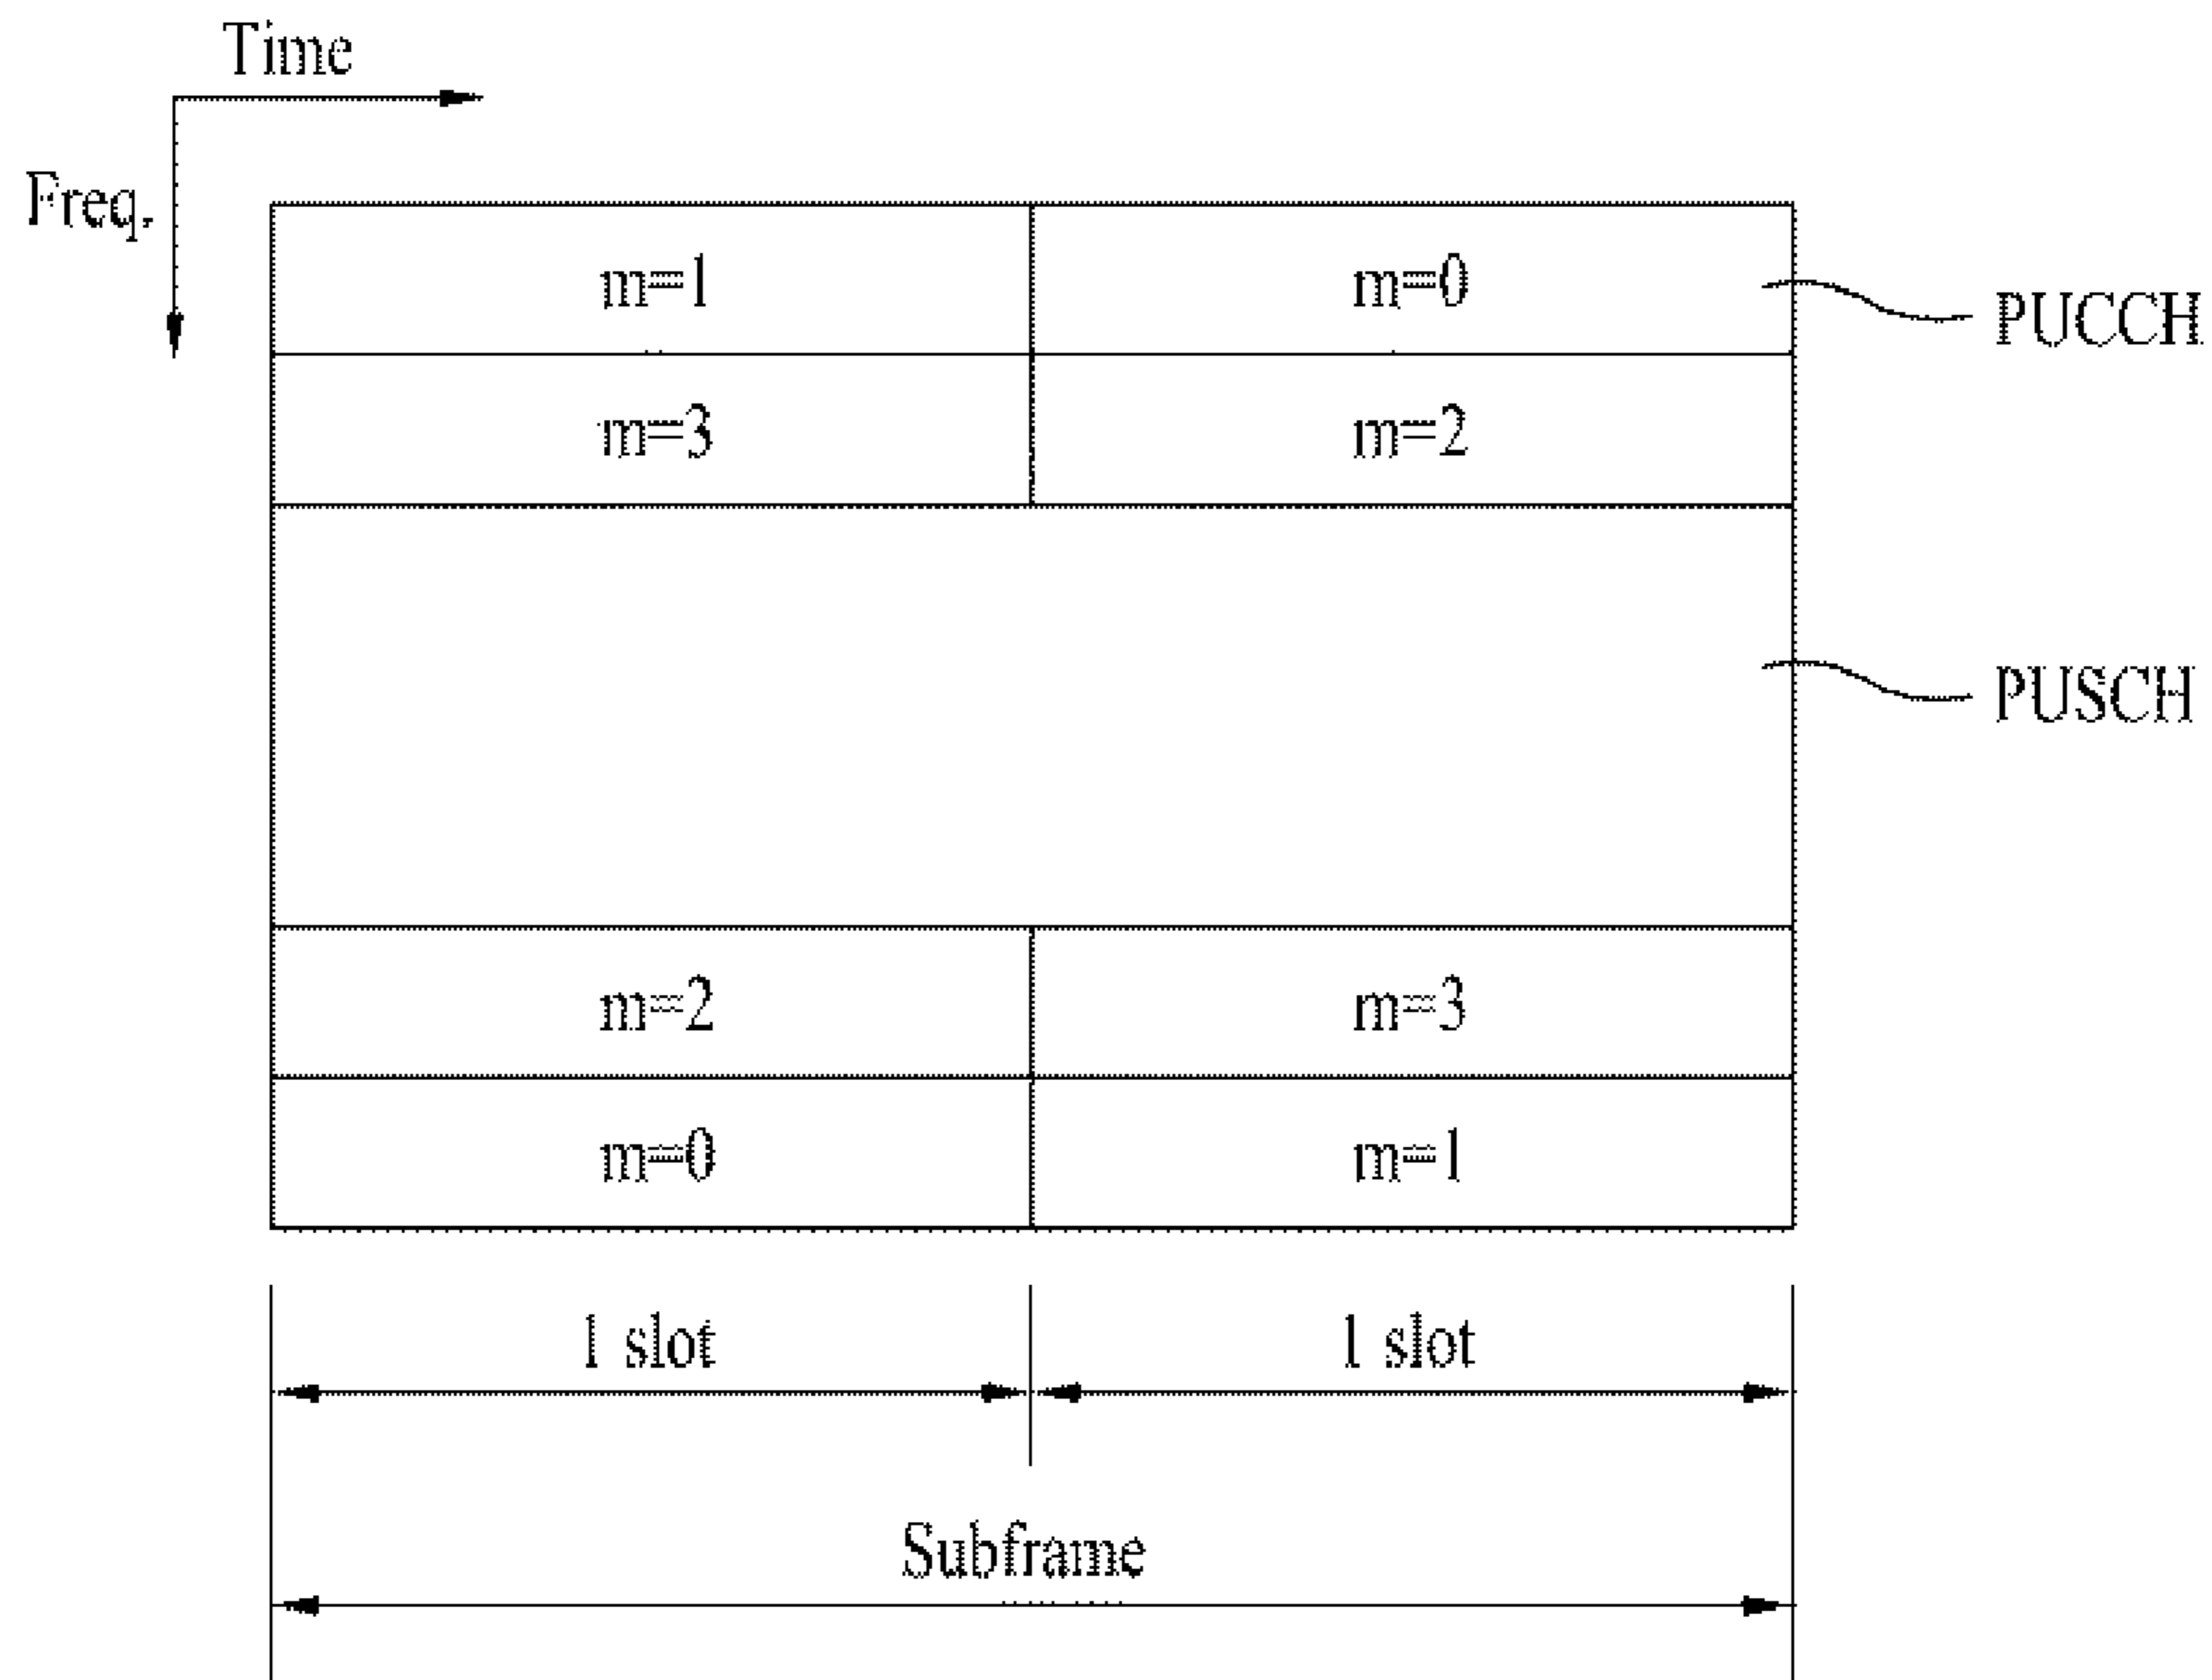 Time
Freq.
m=1
m=0
PUCCH
m=3
m=2
PUSCH
m=2
m=3
m=0
m=1
1 slot
1 slot
Subframe